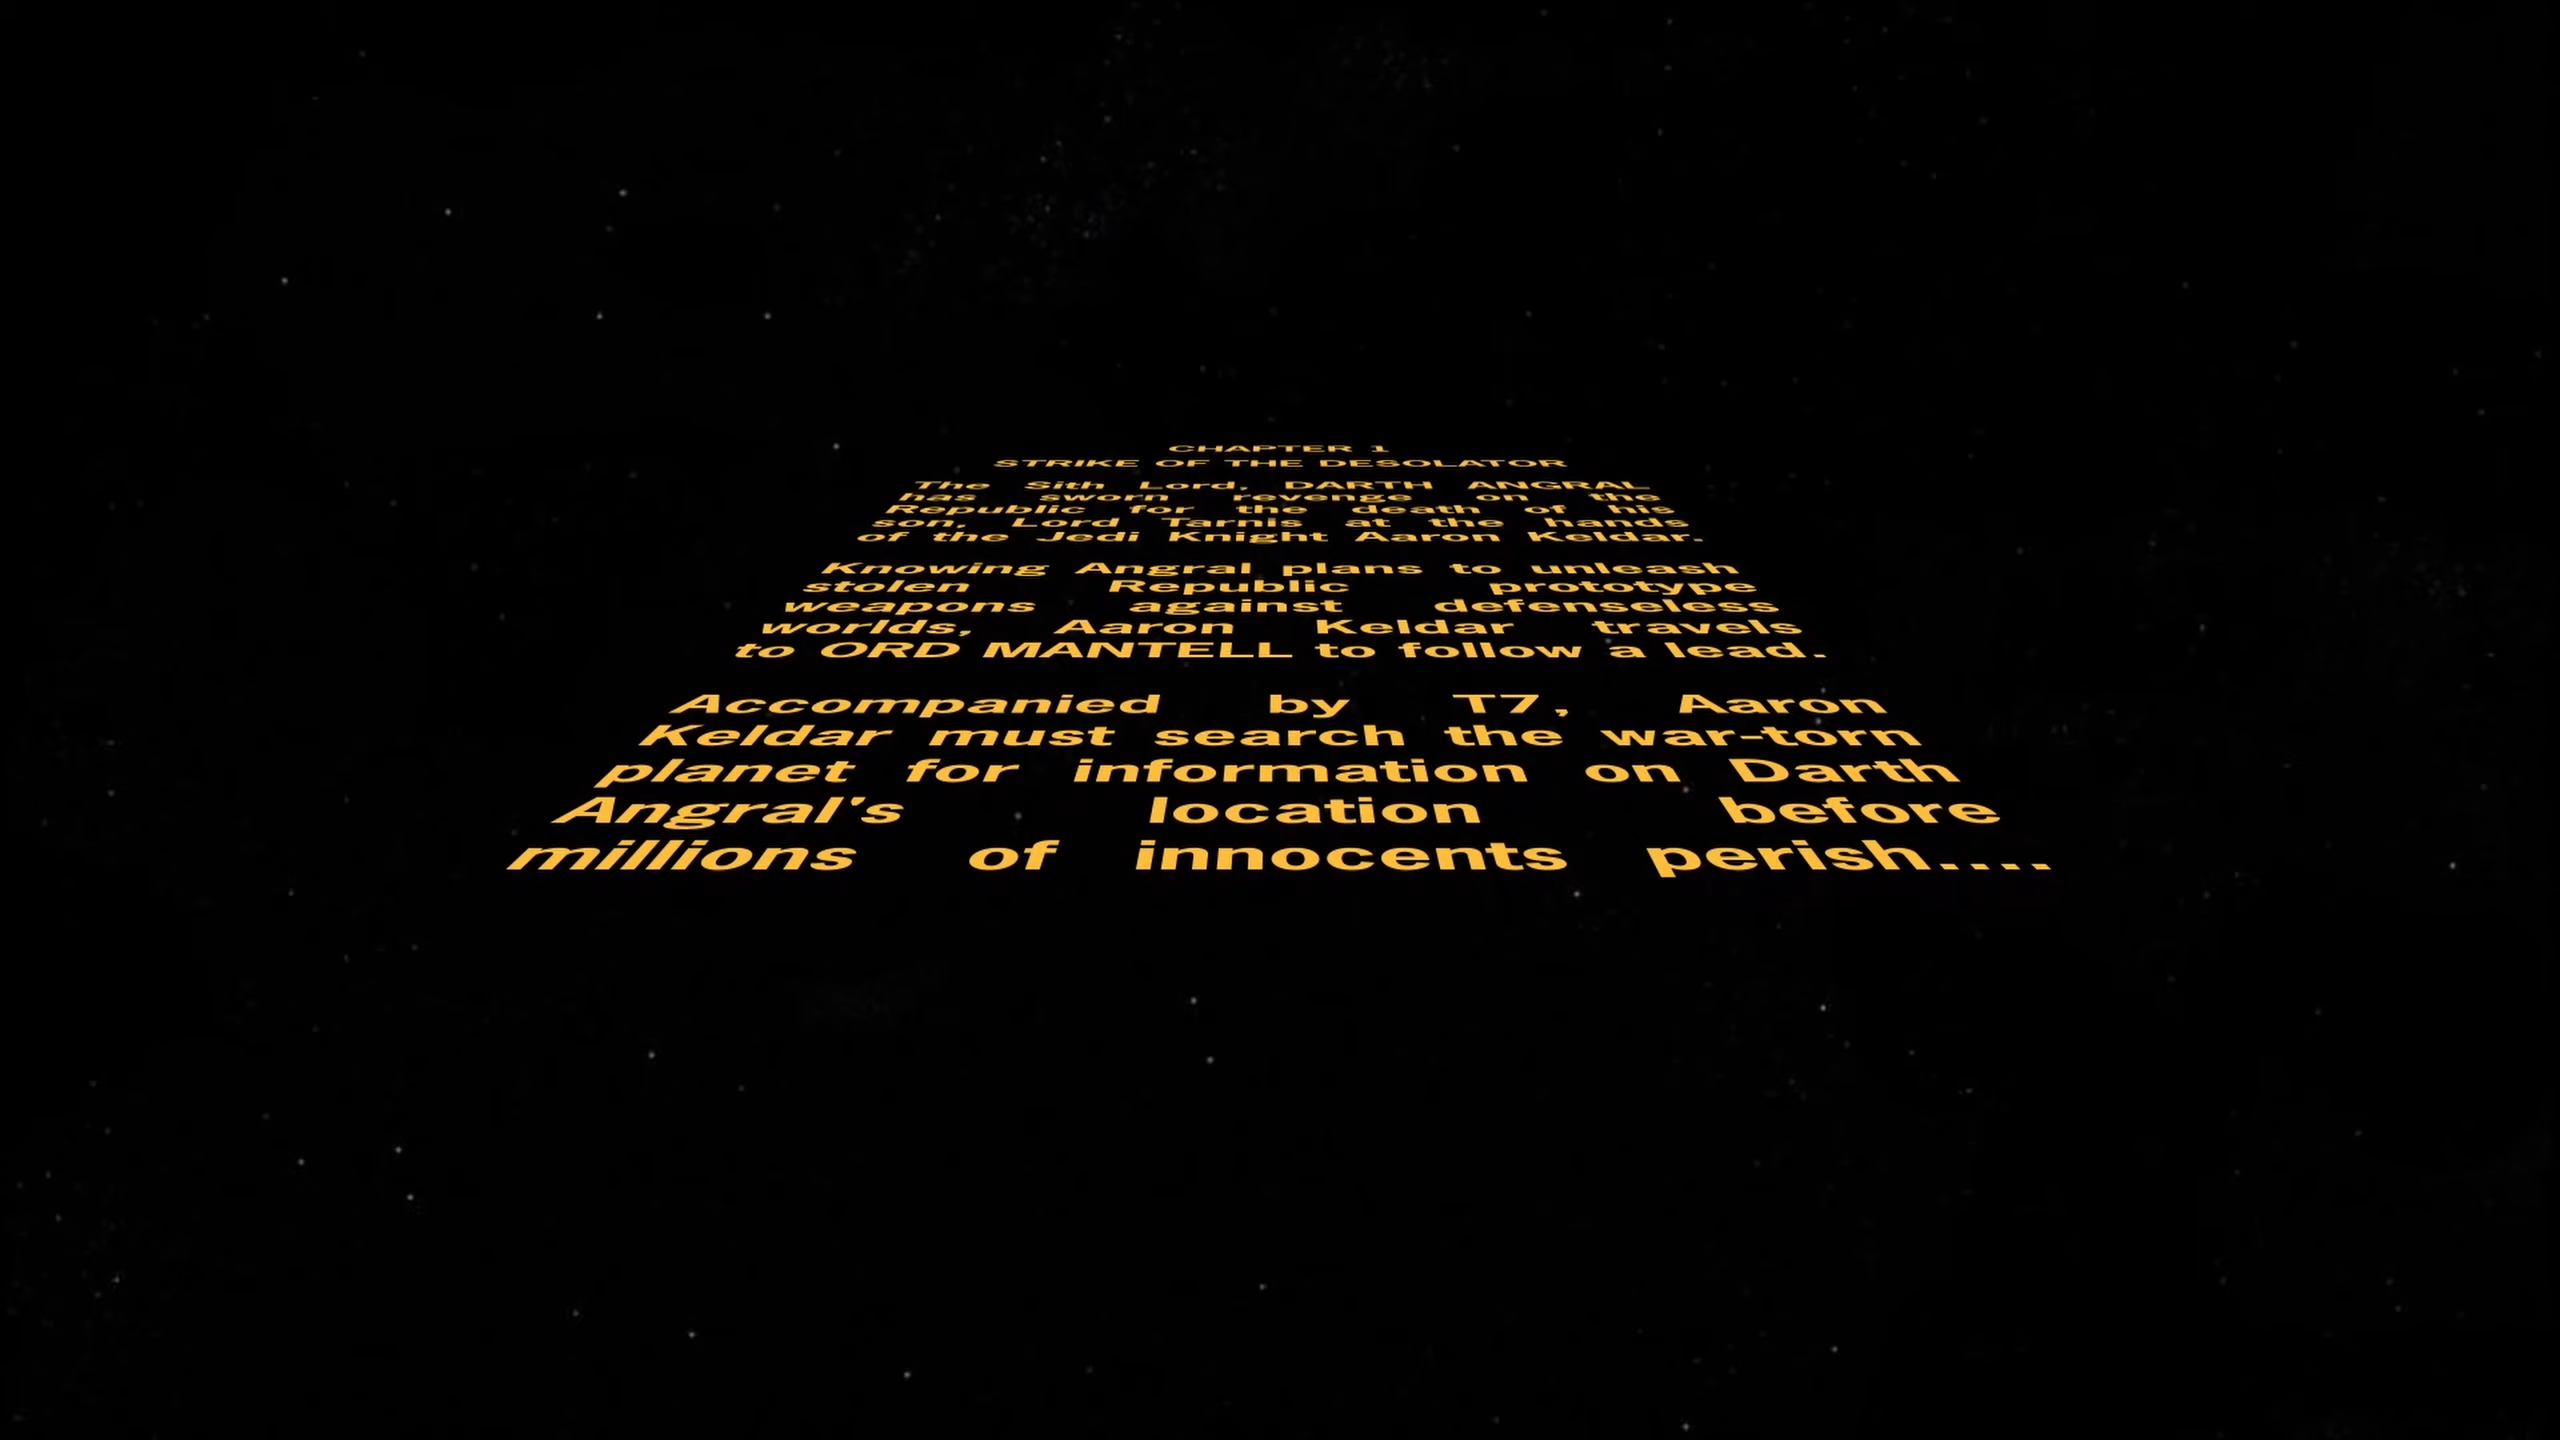 CHAPTER 1
STRIKE OF THE DESOLATOR
The Sith Lord, DARTH ANGRAL
has sworn revenge on the
Republic for the death of his
son, Lord Tarnis at the hands
of the Jedi Knight Aaron Keldar.
Knowing Angral plans to unleash
stolen Republic prototype
weapons against defenseless
worlds, Aaron Keldar travels
to ORD MANTELL to follow a lead.
Accompanied by T7, Aaron
Keldar must search the war-torn
planet for information on Darth
Angral's location before
millions of innocents perish....